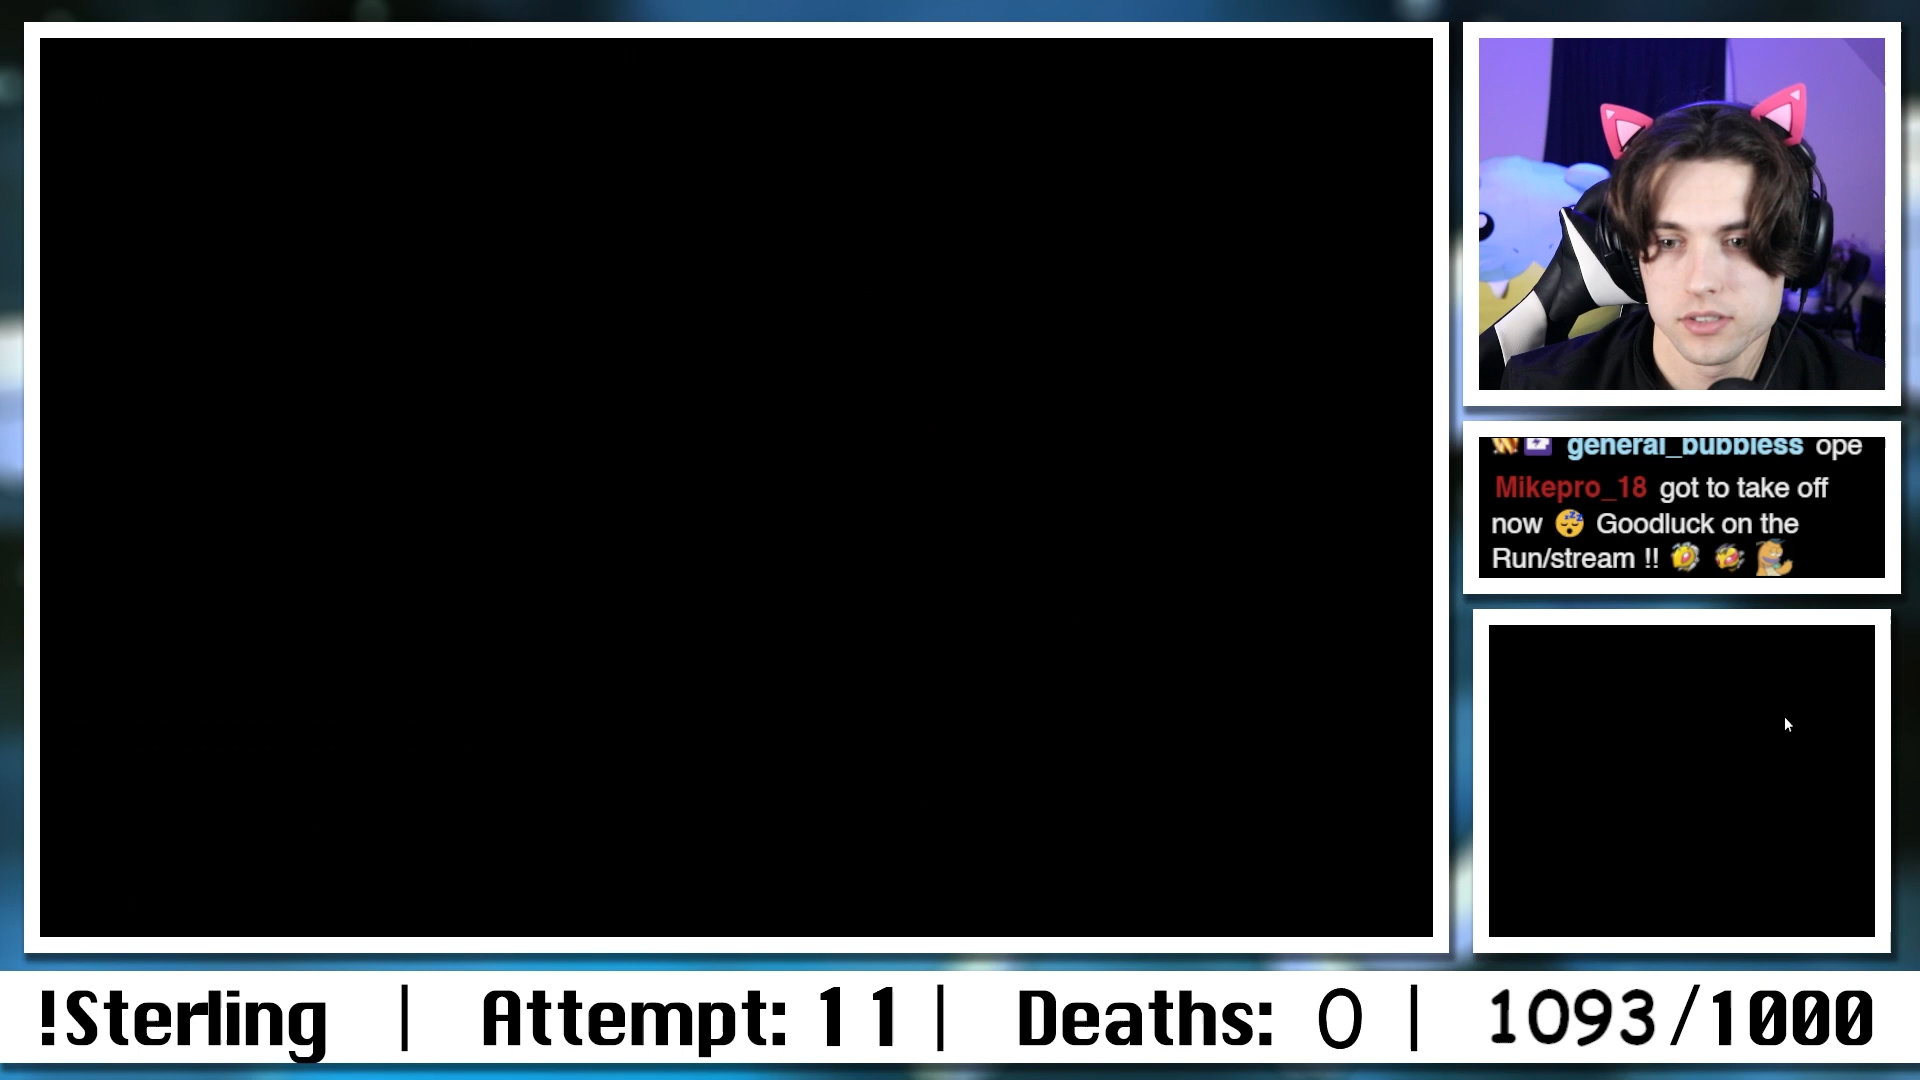 general_bubbless ope
Mikepro_18 got to take off
now 😴 Goodluck on the
Run/stream !!
!Sterling | Attempt: 11 | Deaths: 0 | 1093/1000